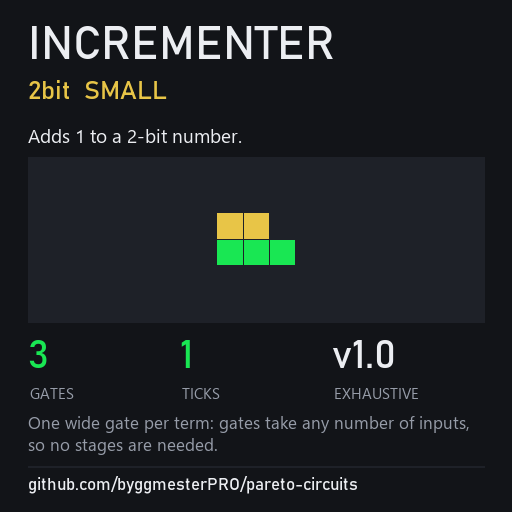 INCREMENTER
2bit SMALL
Adds 1 to a 2-bit number.
3
1
v1.0
GATES
TICKS
EXHAUSTIVE
One wide gate per term: gates take any number of inputs,
so no stages are needed.
github.com/byggmesterPRO/pareto-circuits